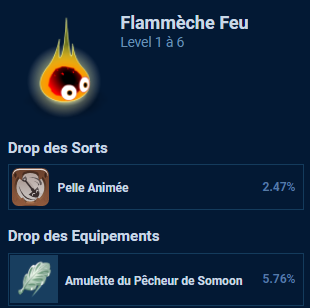 Flammèche Feu
Level 1 à 6
Drop des Sorts
Pelle Animée 2.47%
Drop des Equipements
Amulette du Pêcheur de Somoon 5.76%